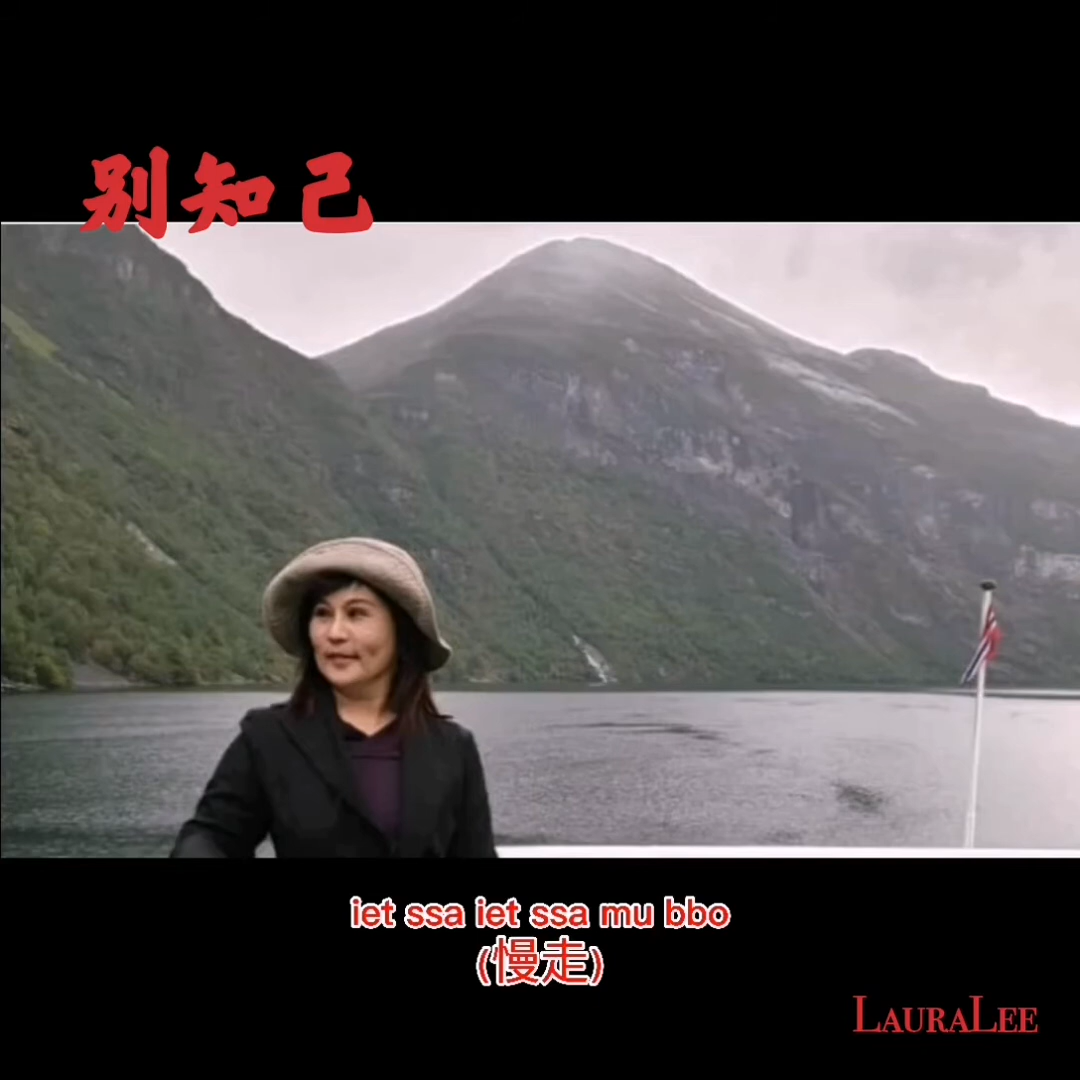 别知己
iet ssa iet ssa mu bbo
(慢走)
LAURALEE